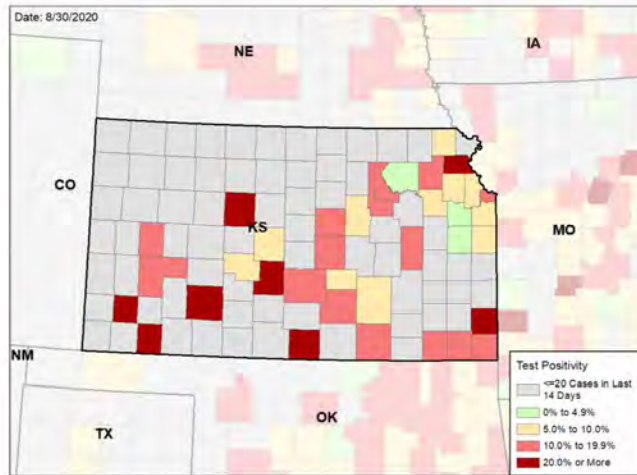 Date: 8/30/2020
NE
IA
CO
KS
MO
NM
TX
OK
Test Positivity
<=20 Cases in Last
14 Days
0% to 4.9%
5.0% to 10.0%
10.0% to 19.9%
20.0% or More